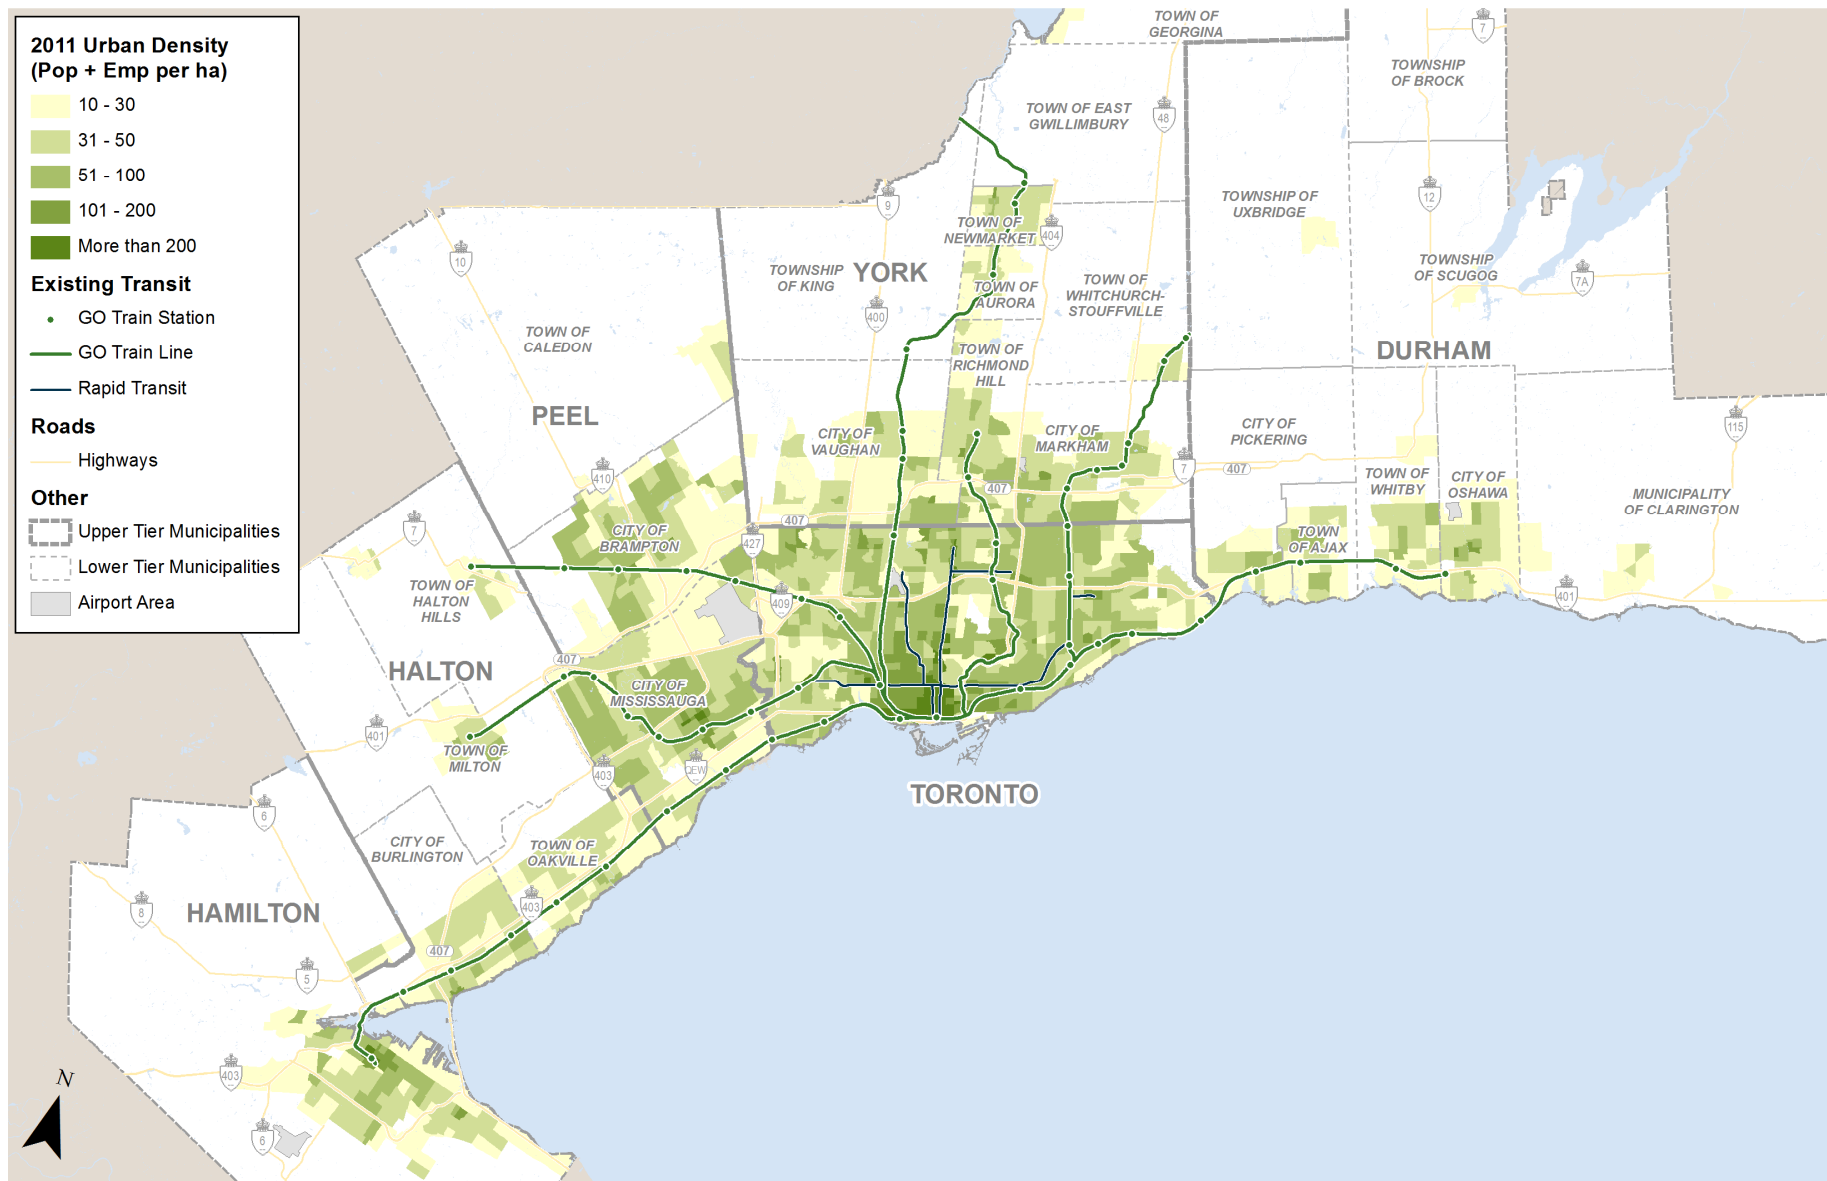 2011 Urban Density
(Pop + Emp per ha)
10 - 30
31 - 50
51 - 100
101 - 200
More than 200
Existing Transit
GO Train Station
GO Train Line
Rapid Transit
Roads
Highways
Other
Upper Tier Municipalities
Lower Tier Municipalities
Airport Area
TOWN OF
GEORGINA
7
TOWNSHIP
OF BROCK
TOWN OF EAST
GWILLIMBURY
48
9
TOWNSHIP OF
UXBRIDGE
12
TOWN OF
NEWMARKET
404
10
TOWNSHIP
OF KING
YORK
TOWN OF
AURORA
TOWN OF
WHITCHURCH-
STOUFFVILLE
TOWNSHIP
OF SCUGOG
7A
400
TOWN OF
CALEDON
TOWN OF
RICHMOND
HILL
DURHAM
PEEL
CITY OF
VAUGHAN
CITY OF
MARKHAM
CITY OF
PICKERING
115
410
407
7
407
TOWN OF
WHITBY
CITY OF
OSHAWA
MUNICIPALITY
OF CLARINGTON
7
CITY OF
BRAMPTON
407
427
TOWN
OF AJAX
TOWN OF
HALTON
HILLS
409
401
HALTON
407
CITY OF
MISSISSAUGA
401
TOWN OF
MILTON
403
QEW
TORONTO
6
CITY OF
BURLINGTON
TOWN OF
OAKVILLE
HAMILTON
8
403
407
5
N
403
6